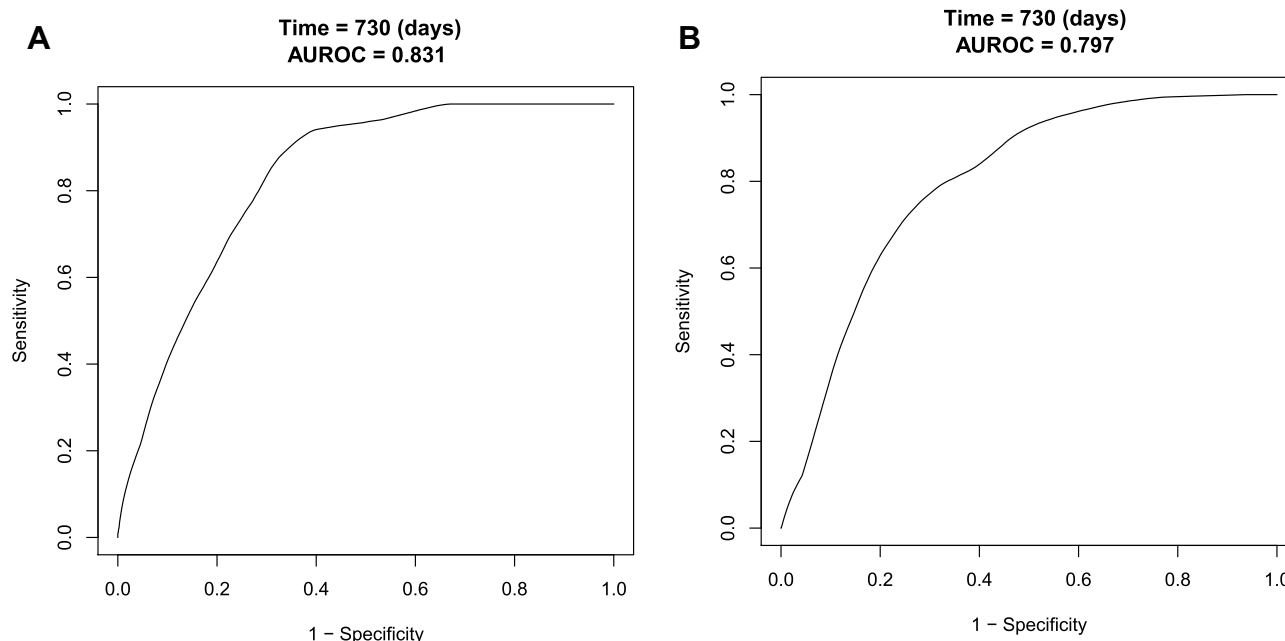 A
Time = 730 (days)
AUROC = 0.831
1.0
0.8
0.6
0.4
0.2
0.0
Sensitivity
0.0 0.2 0.4 0.6 0.8 1.0
1 − Specificity
B
Time = 730 (days)
AUROC = 0.797
1.0
0.8
0.6
0.4
0.2
0.0
Sensitivity
0.0 0.2 0.4 0.6 0.8 1.0
1 − Specificity